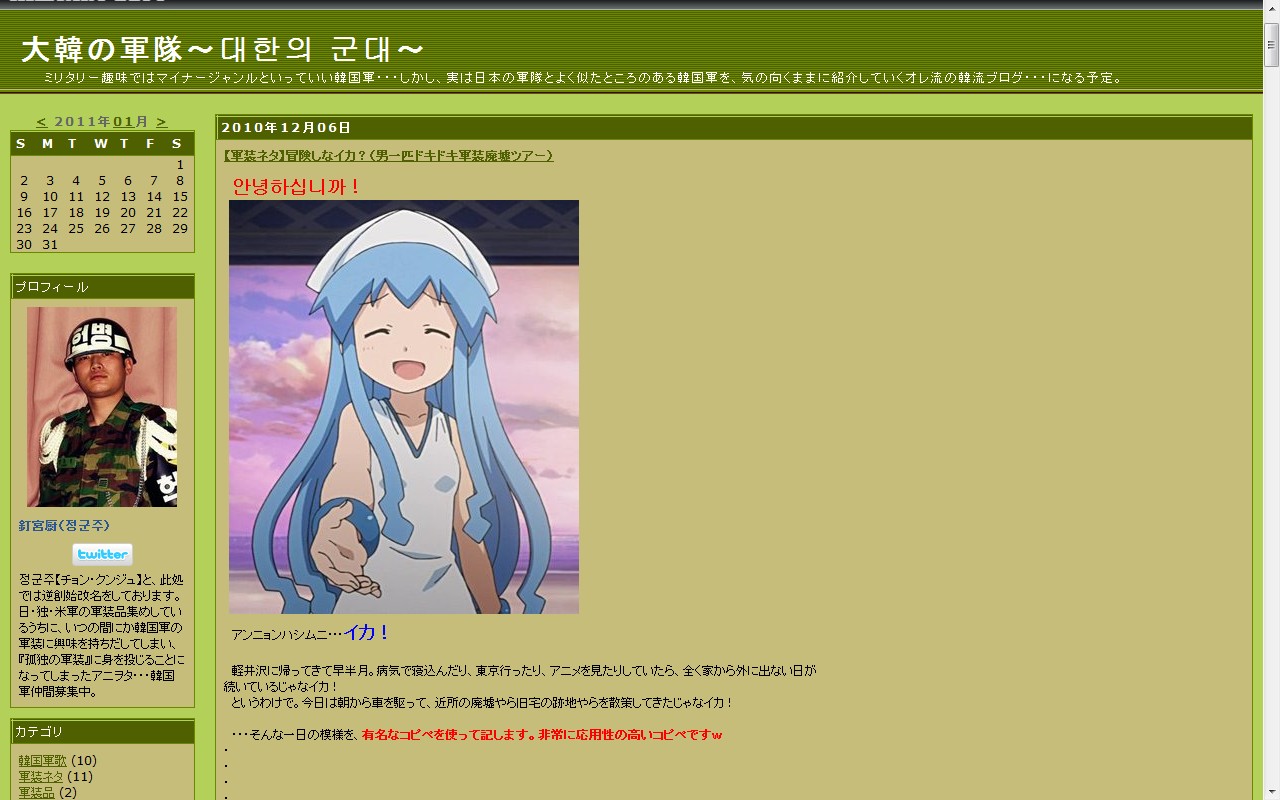 大韓の軍隊～대한의 군대～
ミリタリー趣味ではマイナージャンルといっていい韓国軍･･･しかし、実は日本の軍隊とよく似たところのある韓国軍を、気の向くままに紹介していくオレ流の韓流ブログ･･･になる予定。
< 2011年01月 >
S M T W T F S
1
2 3 4 5 6 7 8
9 10 11 12 13 14 15
16 17 18 19 20 21 22
23 24 25 26 27 28 29
30 31
プロフィール
헌병
헌
釘宮厨（정군주）
twitter
정군주【チョン・クンジュ】と、此処
では逆創始改名をしております。
日・独・米軍の軍装品集めしてい
るうちに、いつの間にか韓国軍の
軍装に興味を持ちだしてしまい、
『孤独の軍装』に身を投じることに
なってしまったアニヲタ･･･韓国
軍仲間募集中。
カテゴリ
韓国軍歌 (10)
軍装ネタ (11)
軍装品 (2)
2010年12月06日
【軍装ネタ】冒険しなイカ？（男一匹ドキドキ軍装廃墟ツアー）
안녕하십니까！
アンニョンハシムニ･･･イカ！
軽井沢に帰ってきて早半月。病気で寝込んだり、東京行ったり、アニメを見たりしていたら、全く家から外に出ない日が
続いているじゃなイカ！
というわけで。今日は朝から車を駆って、近所の廃墟やら旧宅の跡地やらを散策してきたじゃなイカ！
･･･そんな一日の模様を、有名なコピペを使って記します。非常に応用性の高いコピペですｗ
．
．
．
．